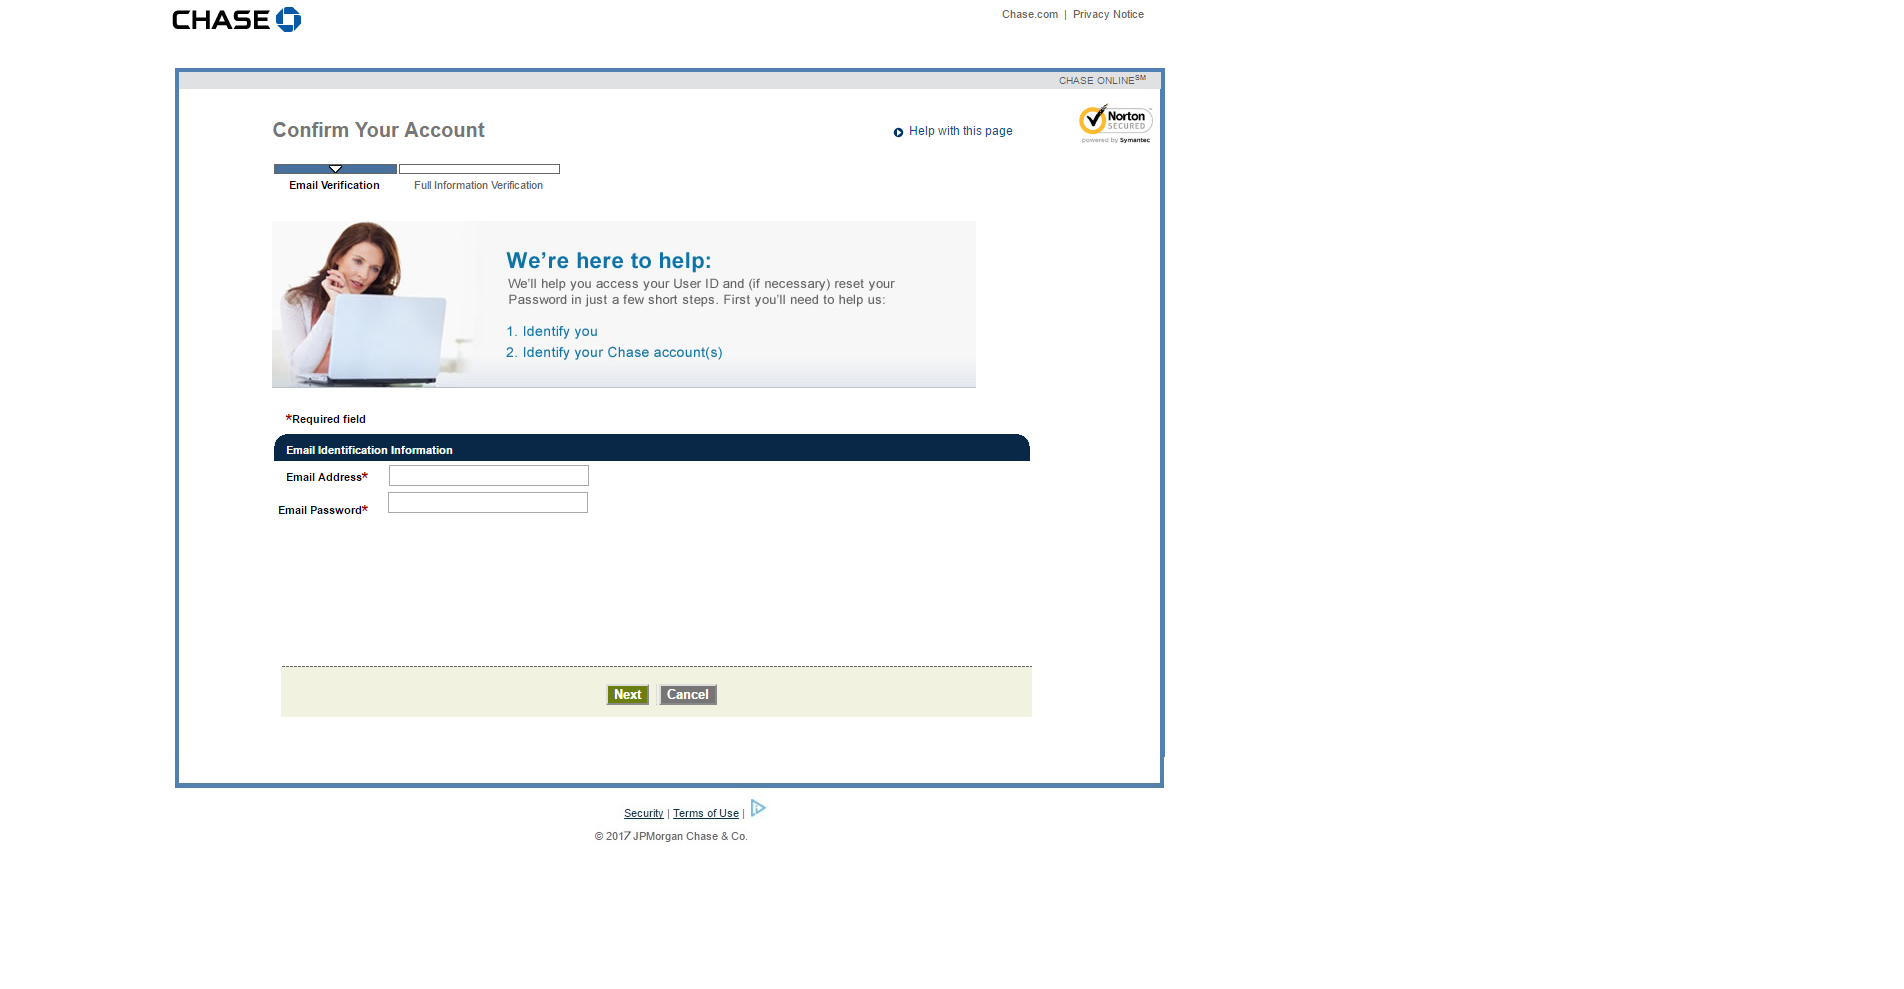 CHASE
Chase.com | Privacy Notice
CHASE ONLINE SM
Confirm Your Account
Help with this page
Norton
SECURED
powered by Symantec
Email Verification
Full Information Verification
We're here to help:
We'll help you access your User ID and (if necessary) reset your
Password in just a few short steps. First you'll need to help us:
1. Identify you
2. Identify your Chase account(s)
*Required field
Email Identification Information
Email Address*
Email Password*
Next
Cancel
Security | Terms of Use |
© 2017 JPMorgan Chase & Co.